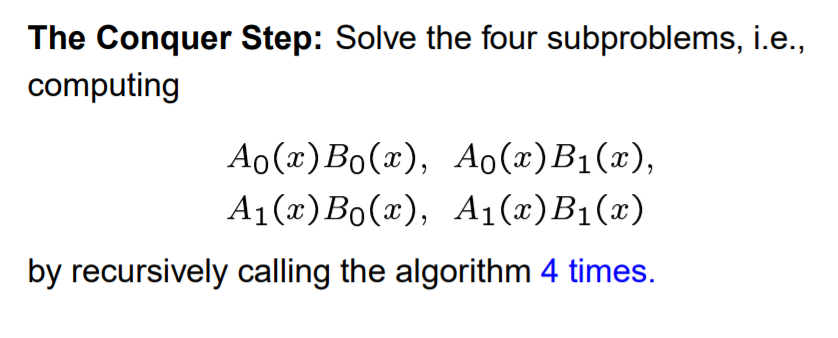 The Conquer Step: Solve the four subproblems, i.e.,
computing
A₀(x)B₀(x), A₀(x)B₁(x),
A₁(x)B₀(x), A₁(x)B₁(x)
by recursively calling the algorithm 4 times.